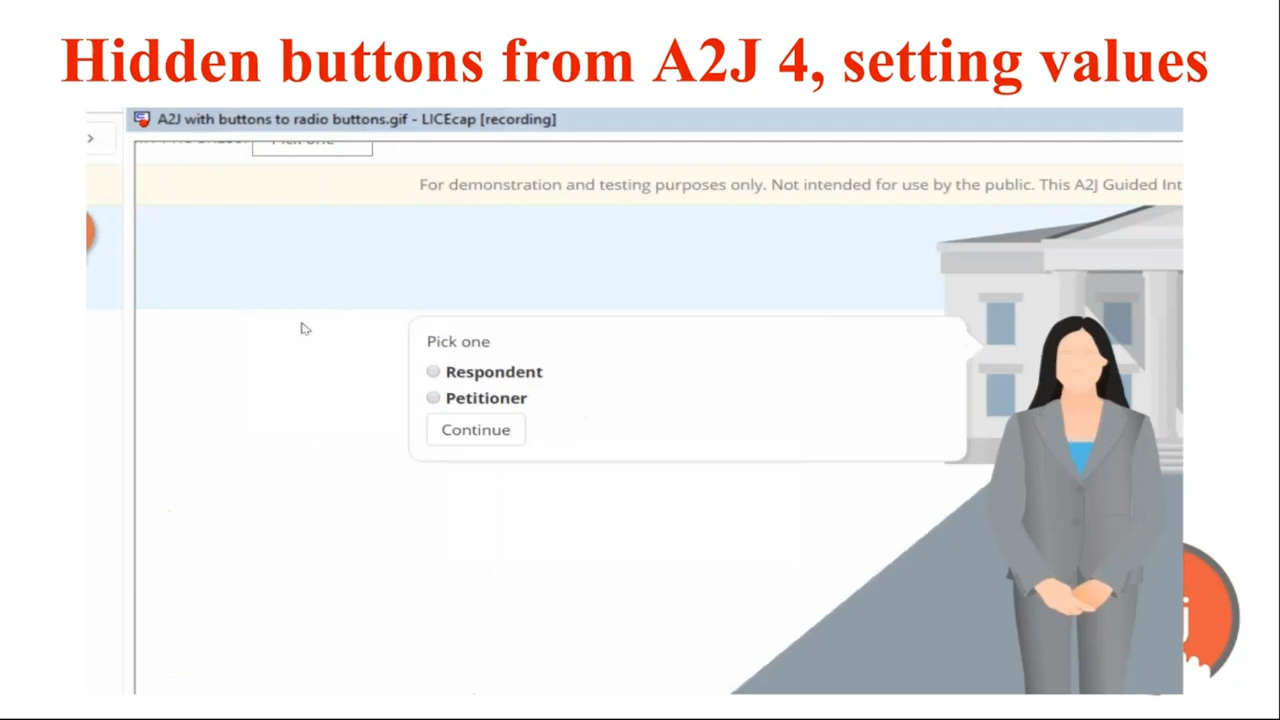 Hidden buttons from A2J 4, setting values
A2J with buttons to radio buttons.gif - LICEcap [recording]
Pick one
For demonstration and testing purposes only. Not intended for use by the public. This A2J Guided Int
Pick one
Respondent
Petitioner
Continue
j